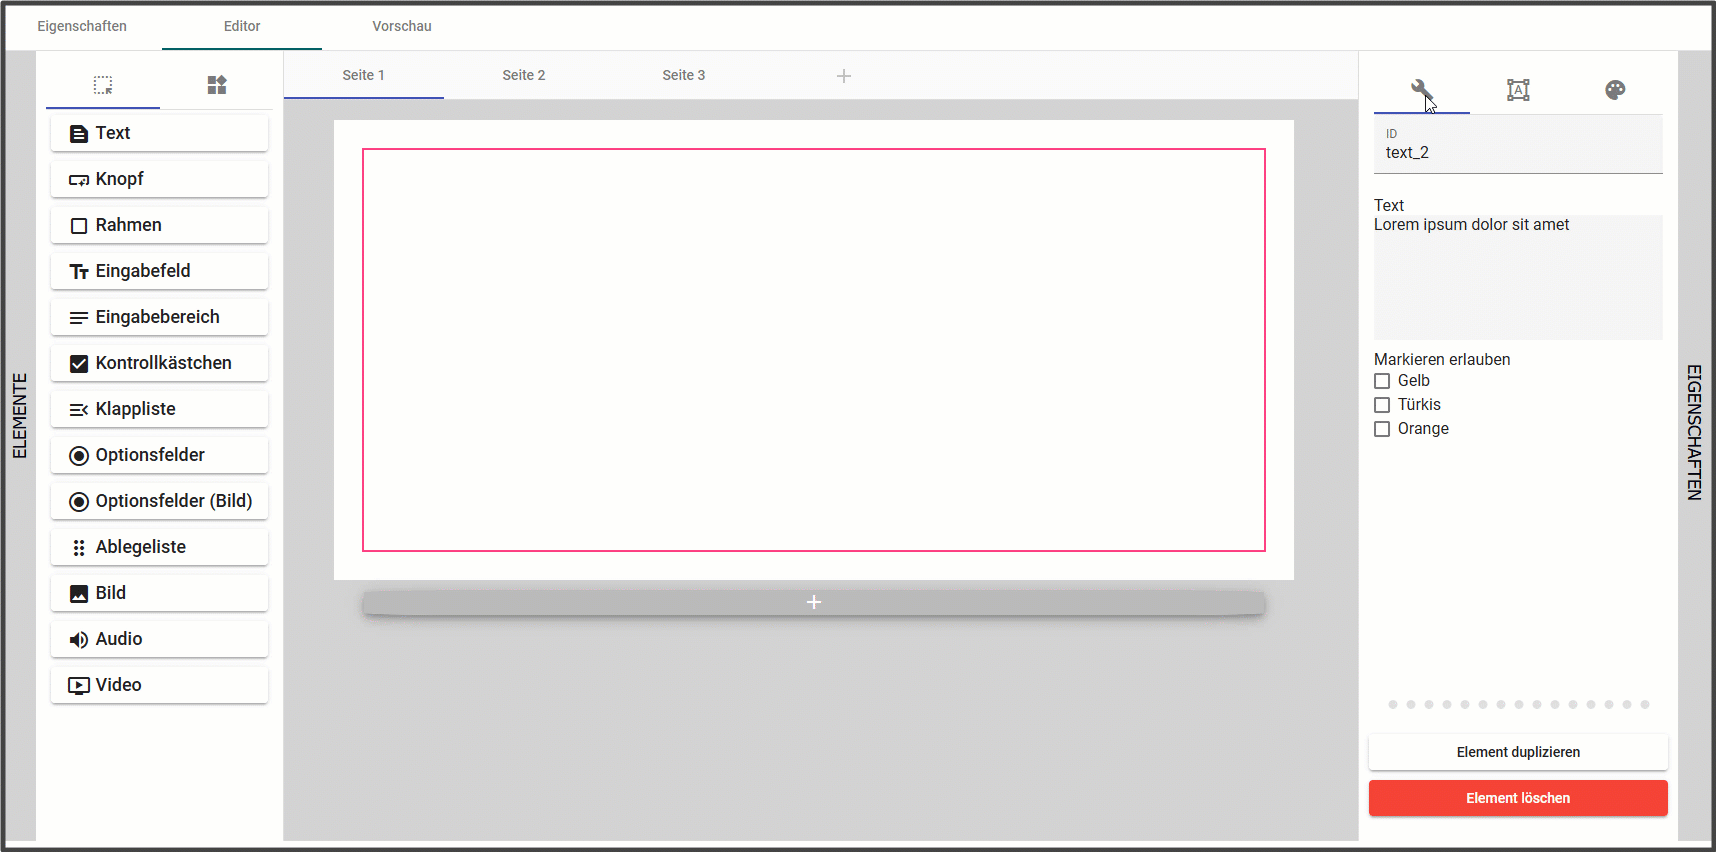 Eigenschaften Editor Vorschau
Seite 1 Seite 2 Seite 3
ELEMENTE
Text
Knopf
Rahmen
Eingabefeld
Eingabebereich
Kontrollkästchen
Klappliste
Optionsfelder
Optionsfelder (Bild)
Ablegeliste
Bild
Audio
Video
ID
text_2
Text
Lorem ipsum dolor sit amet
Markieren erlauben
Gelb
Türkis
Orange
Element duplizieren
Element löschen
EIGENSCHAFTEN